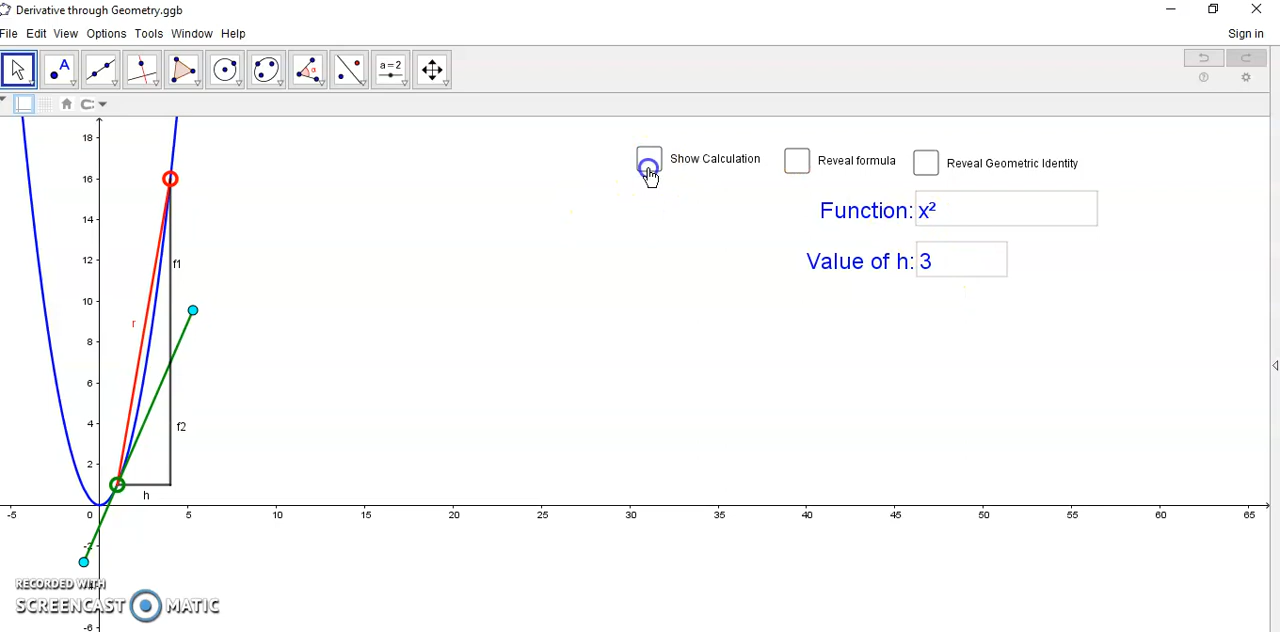 Derivative through Geometry.ggb
File Edit View Options Tools Window Help
Sign in
A
α
a=2
Show Calculation
Reveal formula
Reveal Geometric Identity
Function: x²
Value of h: 3
18
16
14
12
10
8
6
4
2
f1
r
f2
h
-5 0 5 10 15 20 25 30 35 40 45 50 55 60 65
-2
-6
RECORDED WITH
SCREENCAST MATIC